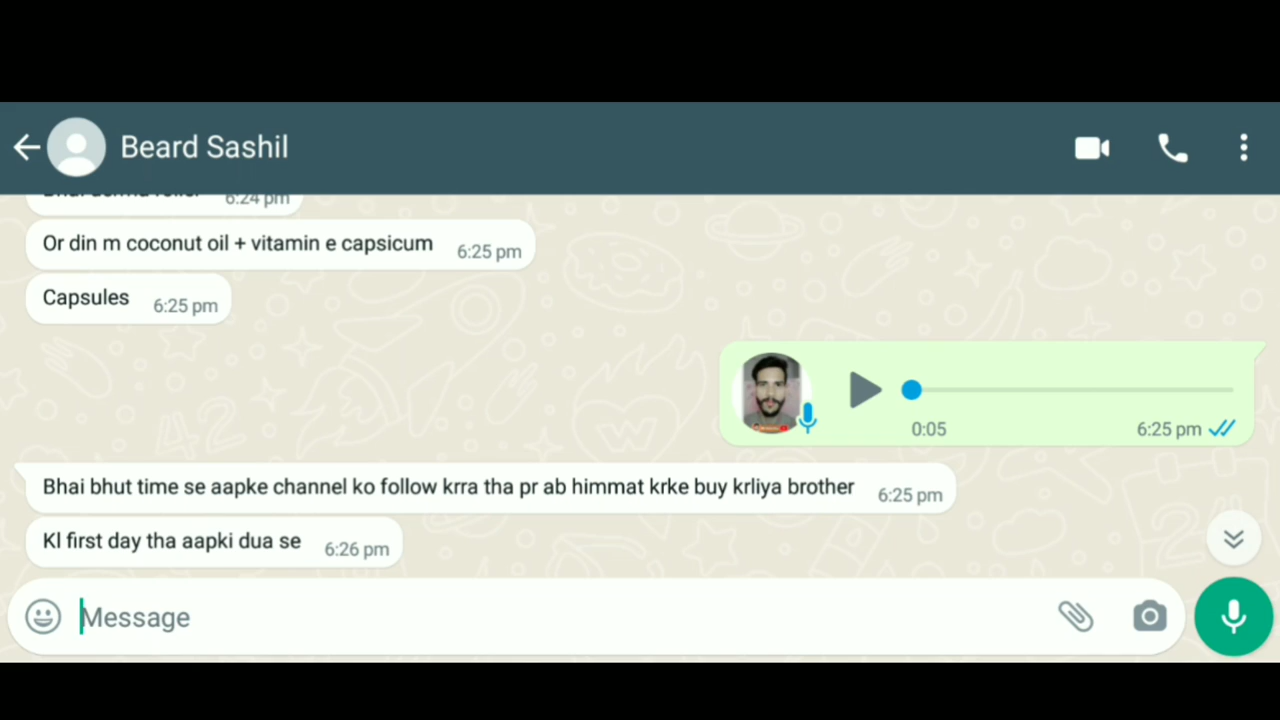 Beard Sashil
6:24 pm
Or din m coconut oil + vitamin e capsicum 6:25 pm
Capsules 6:25 pm
0:05 6:25 pm
Bhai bhut time se aapke channel ko follow krra tha pr ab himmat krke buy krliya brother 6:25 pm
Kl first day tha aapki dua se 6:26 pm
Message